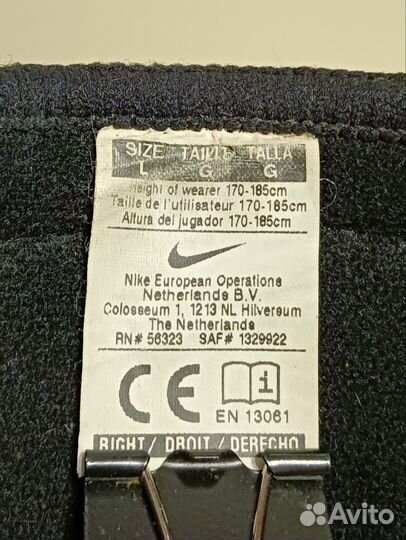 SIZE TAILLE TALLA
L G G
Height of wearer 170-185cm
Taille de l'utilisateur 170-185cm
Altura del jugador 170-185cm
Nike European Operations
Netherlands B.V.
Colosseum 1, 1213 NL Hilversum
The Netherlands
RN# 56323 SAF# 1329922
CE i
EN 13061
RIGHT / DROIT / DERECHO
Avito